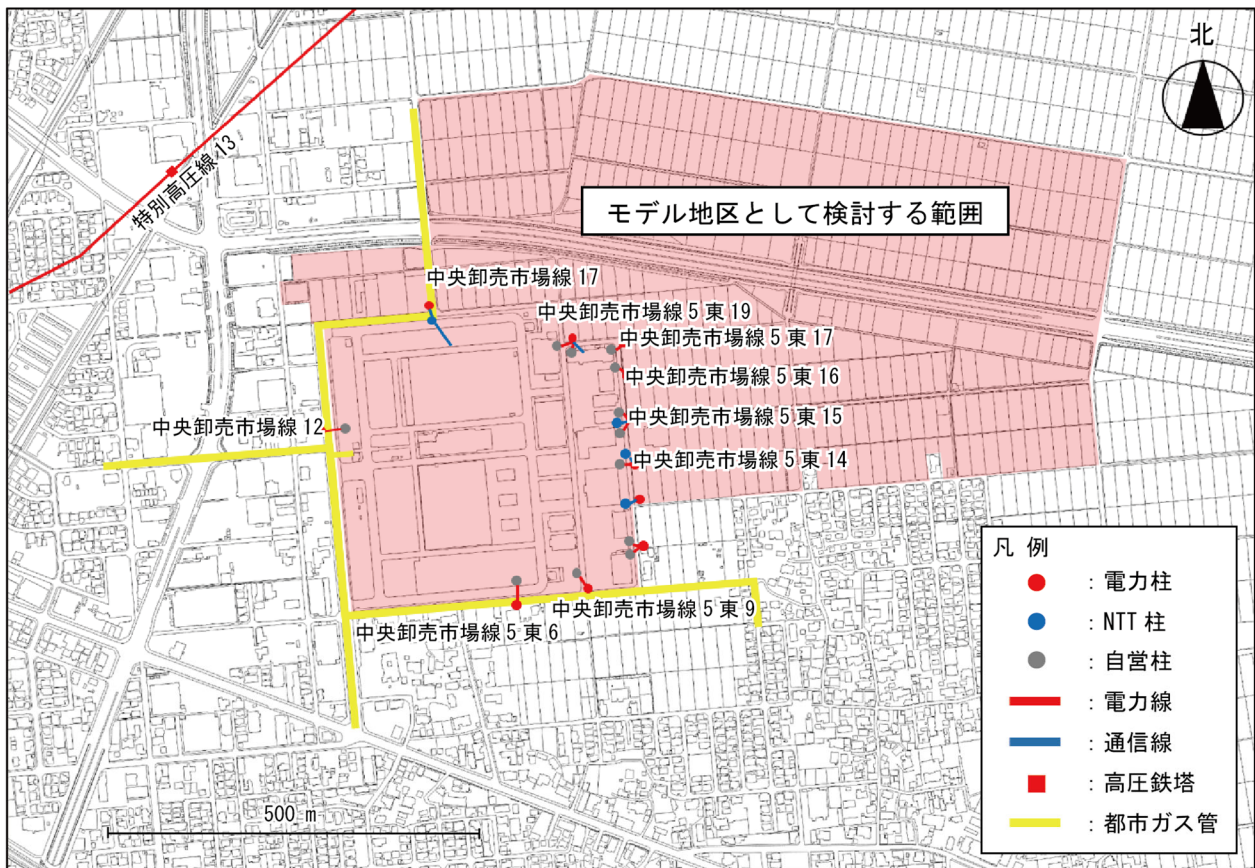 北
特別高圧線 13
モデル地区として検討する範囲
中央卸売市場線 17
中央卸売市場線 5 東 19
中央卸売市場線 5 東 17
中央卸売市場線 5 東 16
中央卸売市場線 12
中央卸売市場線 5 東 15
中央卸売市場線 5 東 14
中央卸売市場線 5 東 9
中央卸売市場線 5 東 6
500 m
凡 例
：電力柱
：NTT 柱
：自営柱
：電力線
：通信線
：高圧鉄塔
：都市ガス管